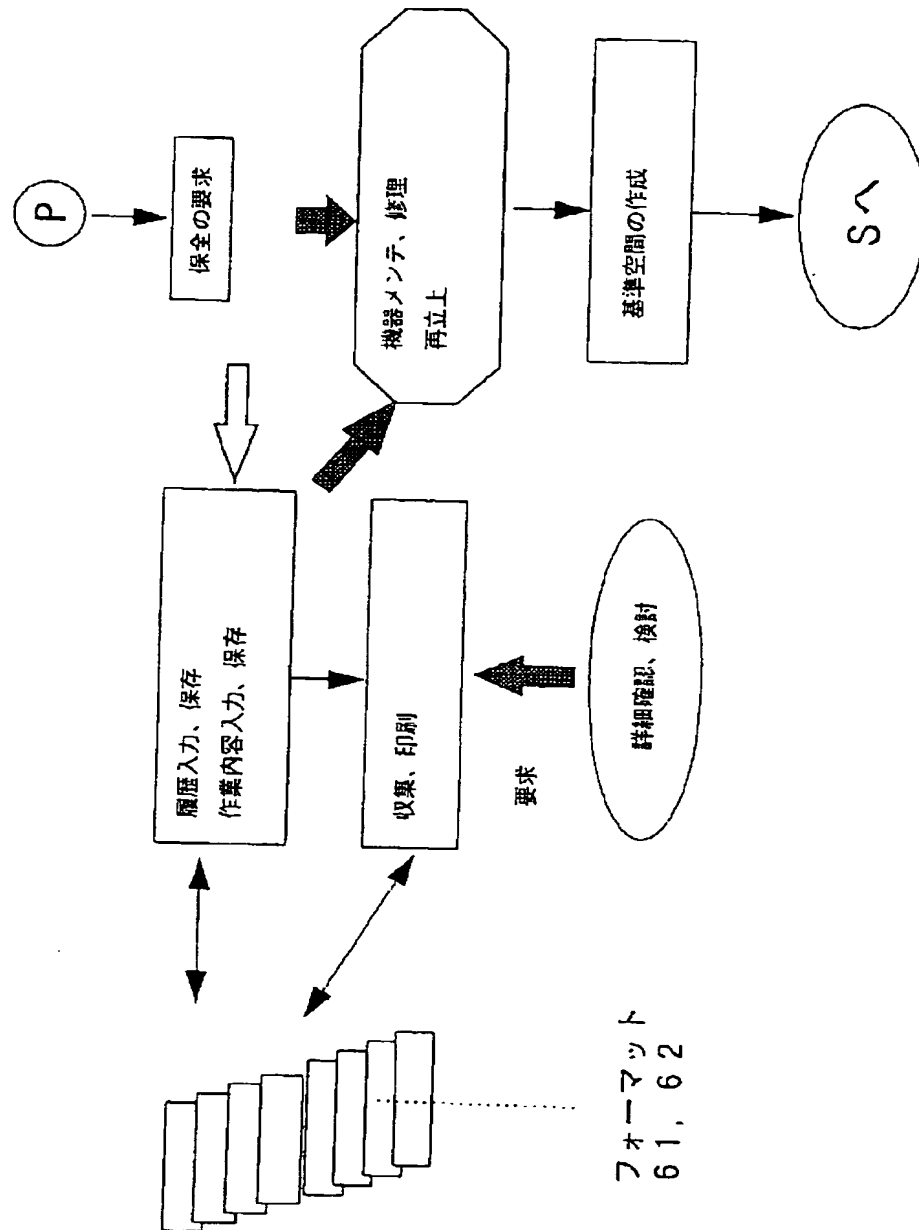 P
保全の要求
機器メンテ、修理
再立上
基準空間の作成
Sへ
履歴入力、保存
作業内容入力、保存
収集、印刷
要求
詳細確認、検討
フォーマット
61, 62